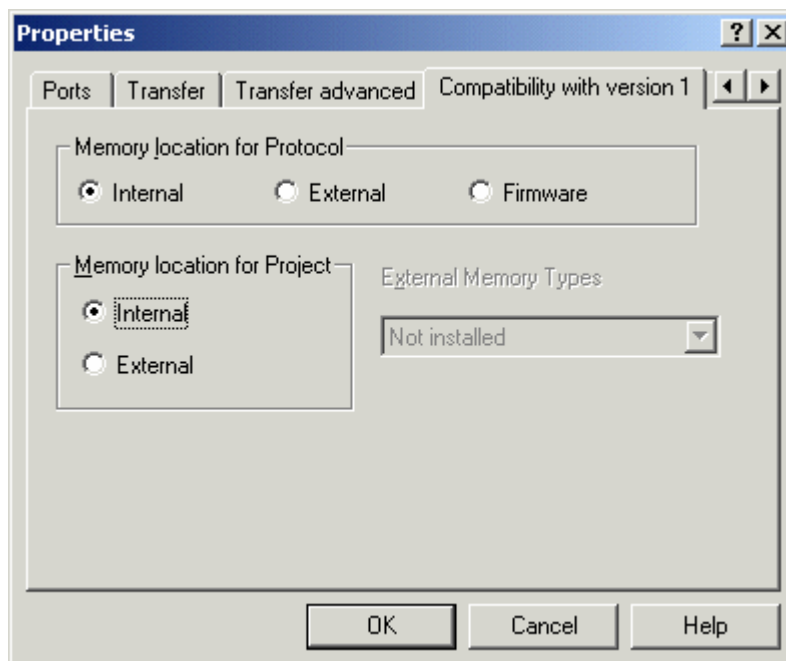 Properties
Ports Transfer Transfer advanced Compatibility with version 1
Memory location for Protocol
Internal External Firmware
Memory location for Project
External Memory Types
Internal
Not installed
External
OK Cancel Help